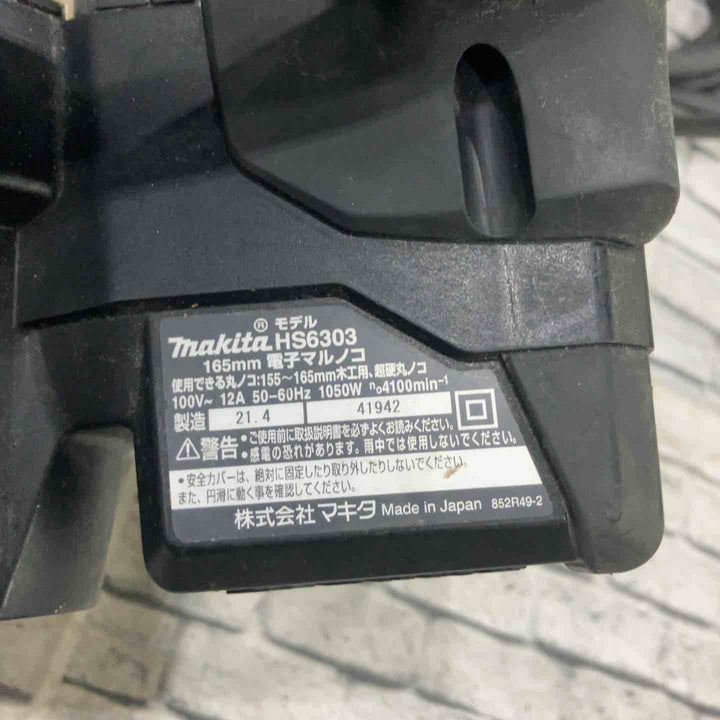 makita® モデル HS6303
165mm 電子マルノコ
使用できる丸ノコ:155〜165mm木工用、超硬丸ノコ
100V~ 12A 50-60Hz 1050W n₀4100min⁻¹
製造 21.4 41942
⚠警告 •ご使用前に取扱説明書を必ずよくお読みください。
•感電の恐れがあります。雨中では使用しないでください。
•安全カバーは、絶対に固定したり取り外したりしないでください。
また、円滑に動く事を確認してください。
株式会社 マキタ Made in Japan 852R49-2